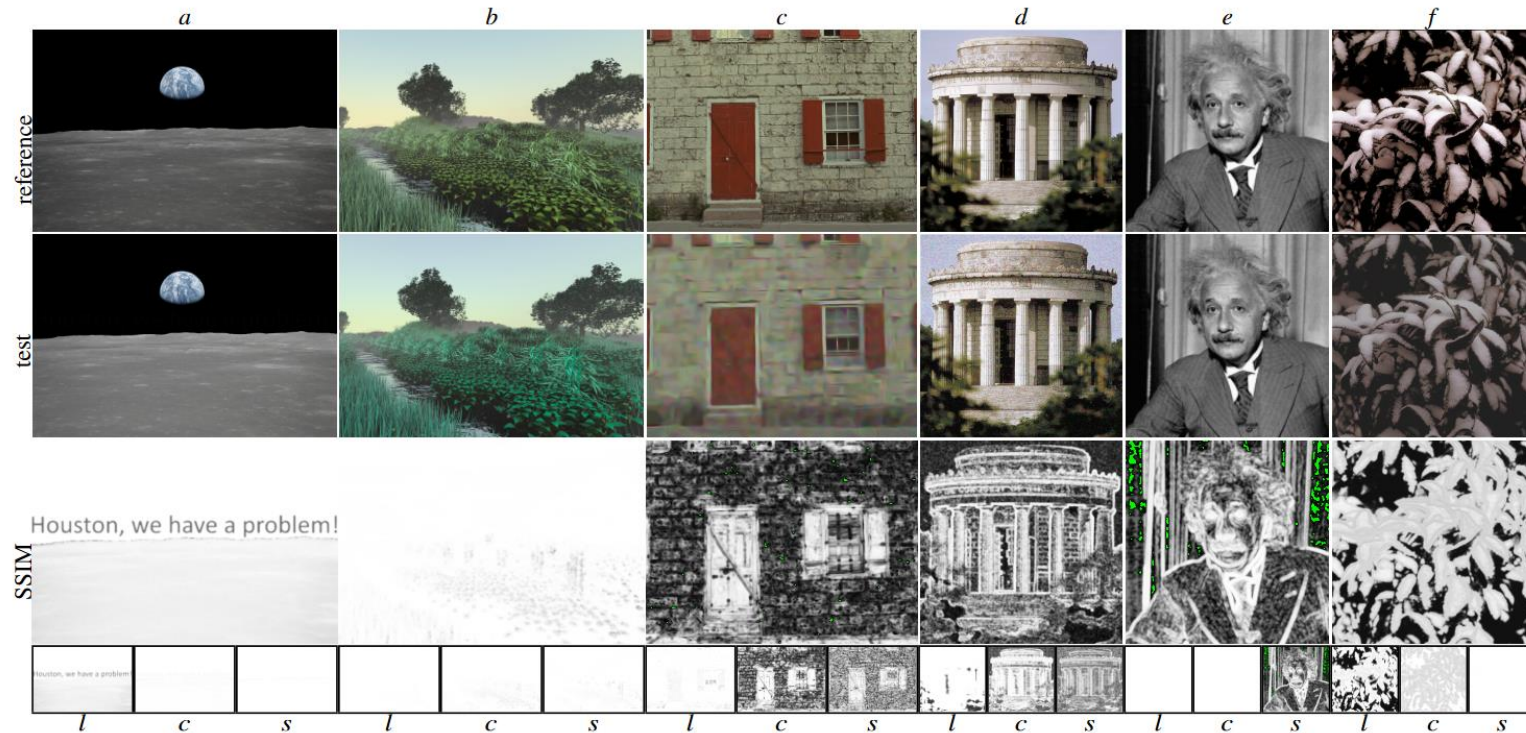 a b c d e f
reference
test
SSIM
Houston, we have a problem!
Houston, we have a problem!
l c s l c s l c s l c s l c s l c s